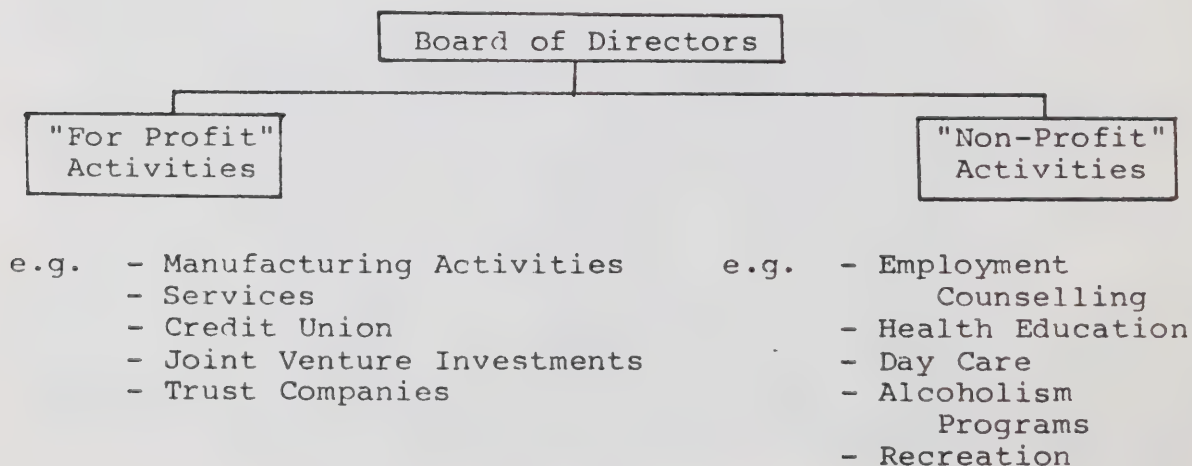 Board of Directors
"For Profit"
Activities
"Non-Profit"
Activities
e.g. - Manufacturing Activities
- Services
- Credit Union
- Joint Venture Investments
- Trust Companies
e.g. - Employment
Counselling
- Health Education
- Day Care
- Alcoholism
Programs
- Recreation